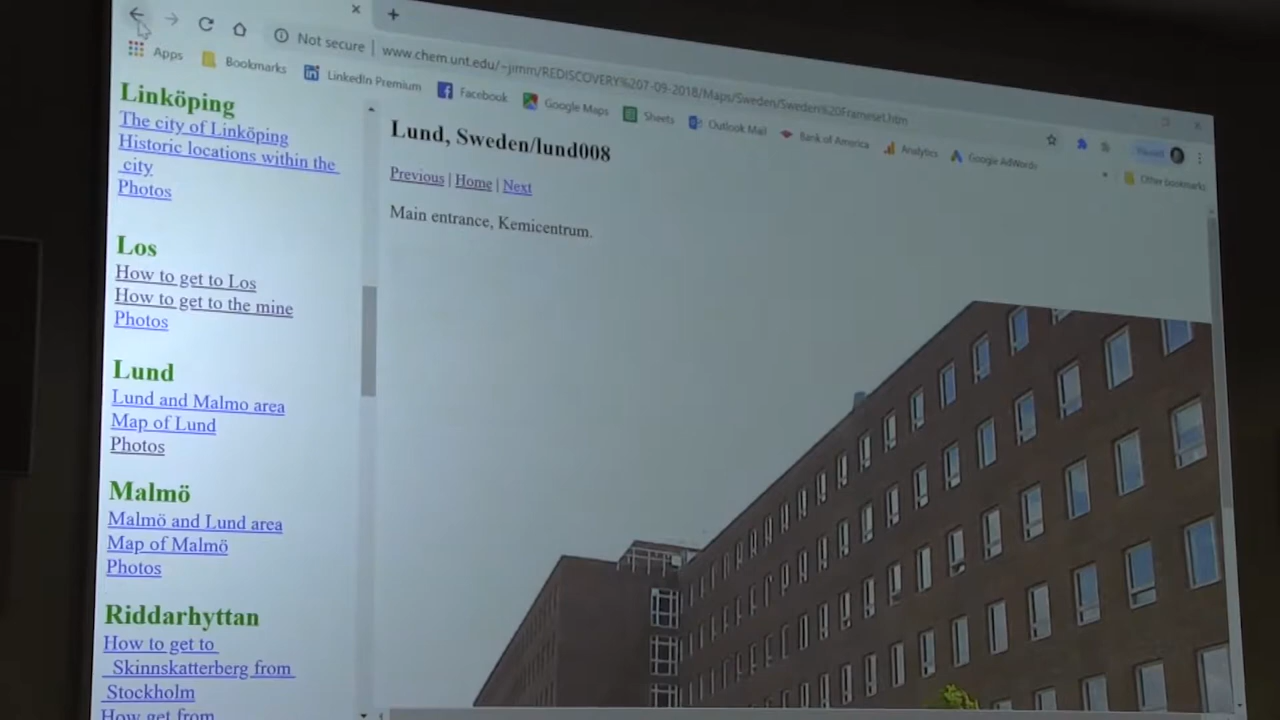 Not secure | www.chem.unt.edu/~jimm/REDISCOVERY%207-09-2018/Maps/Sweden/Sweden%20Frameset.htm
Apps
Bookmarks
LinkedIn Premium
Facebook
Google Maps
Sheets
Outlook Mail
Bank of America
Analytics
Google AdWords
Other bookmarks
Paused
Linköping
The city of Linköping
Historic locations within the
city
Photos
Los
How to get to Los
How to get to the mine
Photos
Lund
Lund and Malmo area
Map of Lund
Photos
Malmö
Malmö and Lund area
Map of Malmö
Photos
Riddarhyttan
How to get to
Skinnskatterberg from
Stockholm
How get from
Lund, Sweden/lund008
Previous | Home | Next
Main entrance, Kemicentrum.